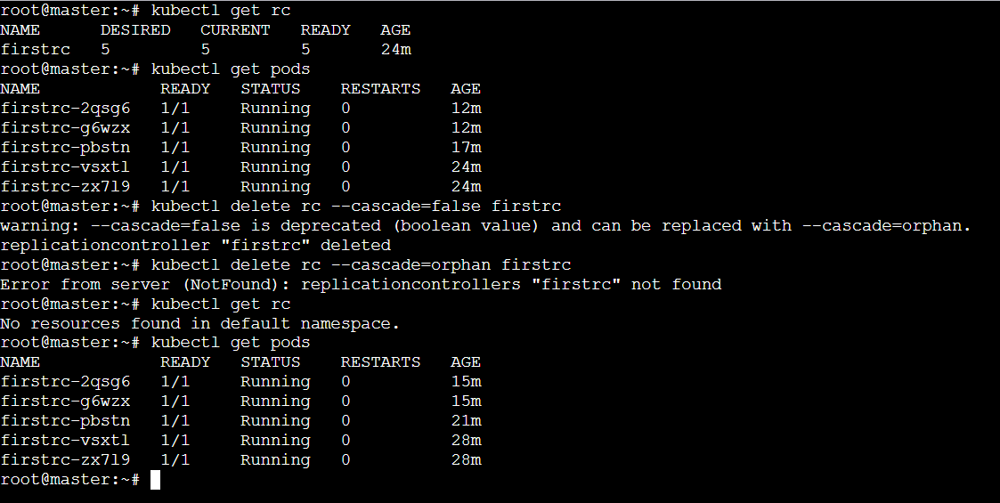 root@master:~# kubectl get rc
NAME      DESIRED   CURRENT   READY   AGE
firstrc   5         5         5       24m
root@master:~# kubectl get pods
NAME            READY   STATUS    RESTARTS   AGE
firstrc-2qsg6   1/1     Running   0          12m
firstrc-g6wzx   1/1     Running   0          12m
firstrc-pbstn   1/1     Running   0          17m
firstrc-vsxtl   1/1     Running   0          24m
firstrc-zx7l9   1/1     Running   0          24m
root@master:~# kubectl delete rc --cascade=false firstrc
warning: --cascade=false is deprecated (boolean value) and can be replaced with --cascade=orphan.
replicationcontroller "firstrc" deleted
root@master:~# kubectl delete rc --cascade=orphan firstrc
Error from server (NotFound): replicationcontrollers "firstrc" not found
root@master:~# kubectl get rc
No resources found in default namespace.
root@master:~# kubectl get pods
NAME            READY   STATUS    RESTARTS   AGE
firstrc-2qsg6   1/1     Running   0          15m
firstrc-g6wzx   1/1     Running   0          15m
firstrc-pbstn   1/1     Running   0          21m
firstrc-vsxtl   1/1     Running   0          28m
firstrc-zx7l9   1/1     Running   0          28m
root@master:~#